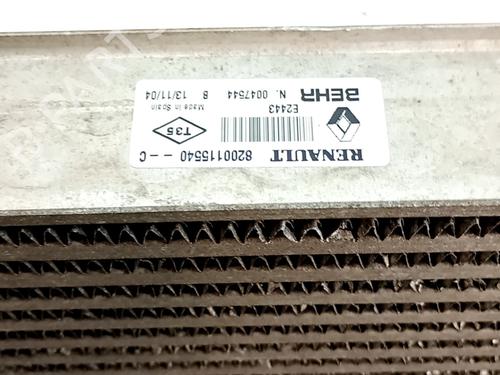 RENAULT
8200115540 --C
T35
E2443
BEHR
N. 0047544 8 13/11/04
Made in Spain